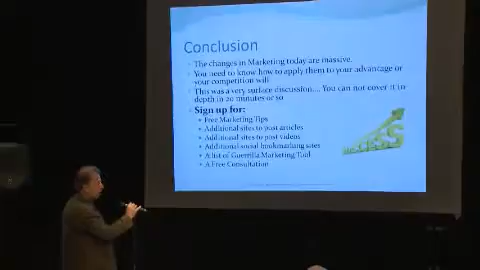 Conclusion
The changes in Marketing today are massive.
You need to know how to apply them to your advantage or
your competition will
This was a very surface discussion.... You can not cover it in
depth in 20 minutes or so
Sign up for:
Free Marketing Tips
Additional sites to post articles
Additional sites to post videos
Additional social bookmarking sites
A list of Guerrilla Marketing Tool
A Free Consultation